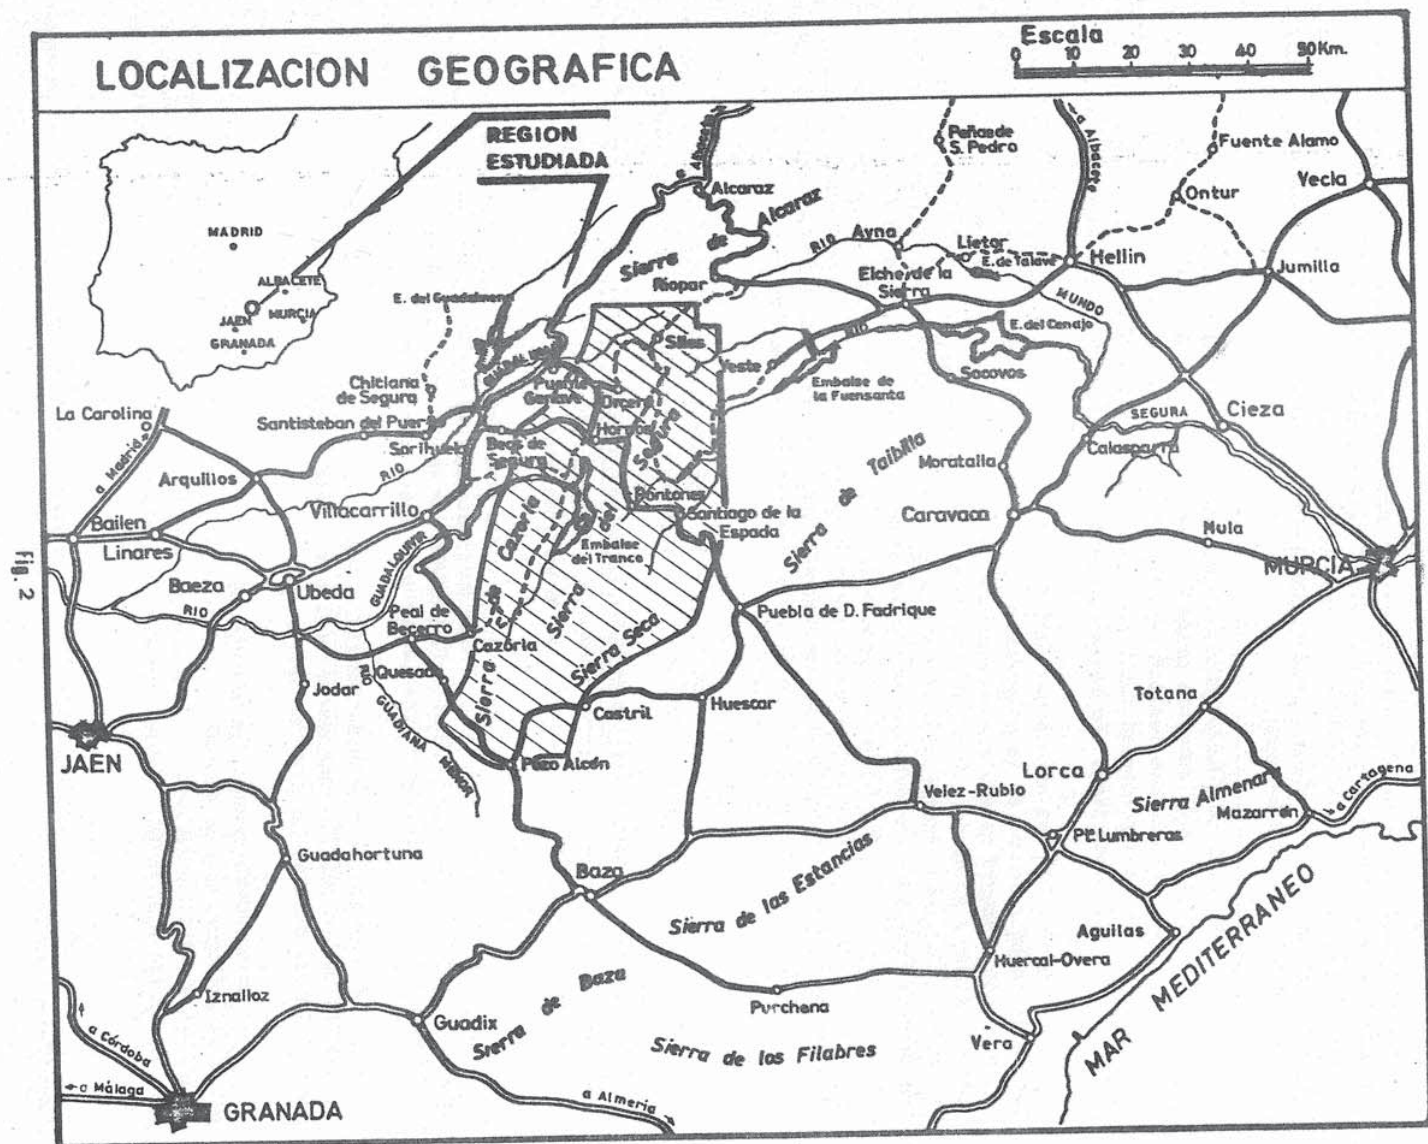 LOCALIZACION GEOGRAFICA
Escala
0 10 20 30 40 50Km.
REGION
ESTUDIADA
MADRID
ALBACETE
JAEN
MURCIA
GRANADA
a Albacete
Alcaraz
Sierra de Alcaraz
Riopar
Peñas de
S. Pedro
a Albacete
Fuente Alamo
Ontur
Yecla
RIO
Ayna
Lietor
E. de Talave
Hellin
Jumilla
Elche de la
Sierra
MUNDO
E. del Guadalmena
Siles
Yeste
RIO
E. del Cenajo
Chiclana
de Segura
Puente
Genave
Orcera
Embalse de
la Fuensanta
Socovos
La Carolina
a Madrid
Santisteban del Puer
Sorihuela
Beas de
Segura
Hornos
SEGURA
Cieza
Calasparra
Arquillos
RIO
Moratalla
Sierra de Taibilla
Villacarrillo
Pontones
Santiago de la
Espada
Caravaca
Bailen
Linares
Embalse
del Tranco
Mula
MURCIA
Fig. 2
Baeza
Ubeda
GUADALQUIVIR
RIO
Peal de
Becerro
Cazorla
Sierra de Cazorla
Sierra del Segura
Sierra Seca
Puebla de D. Fadrique
Quesada
RIO
GUADIANA
MENOR
Jodar
Castril
Huescar
Totana
JAEN
Pozo Alcón
Lorca
Velez-Rubio
Sierra Almenara
Mazarrón
a Cartagena
Pt. Lumbreras
Guadahortuna
Baza
Sierra de las Estancias
Aguilas
MAR MEDITERRANEO
Huercal-Overa
Iznalloz
Sierra de Baza
Purchena
Guadix
Sierra de los Filabres
Vera
a Córdoba
a Málaga
GRANADA
a Almeria